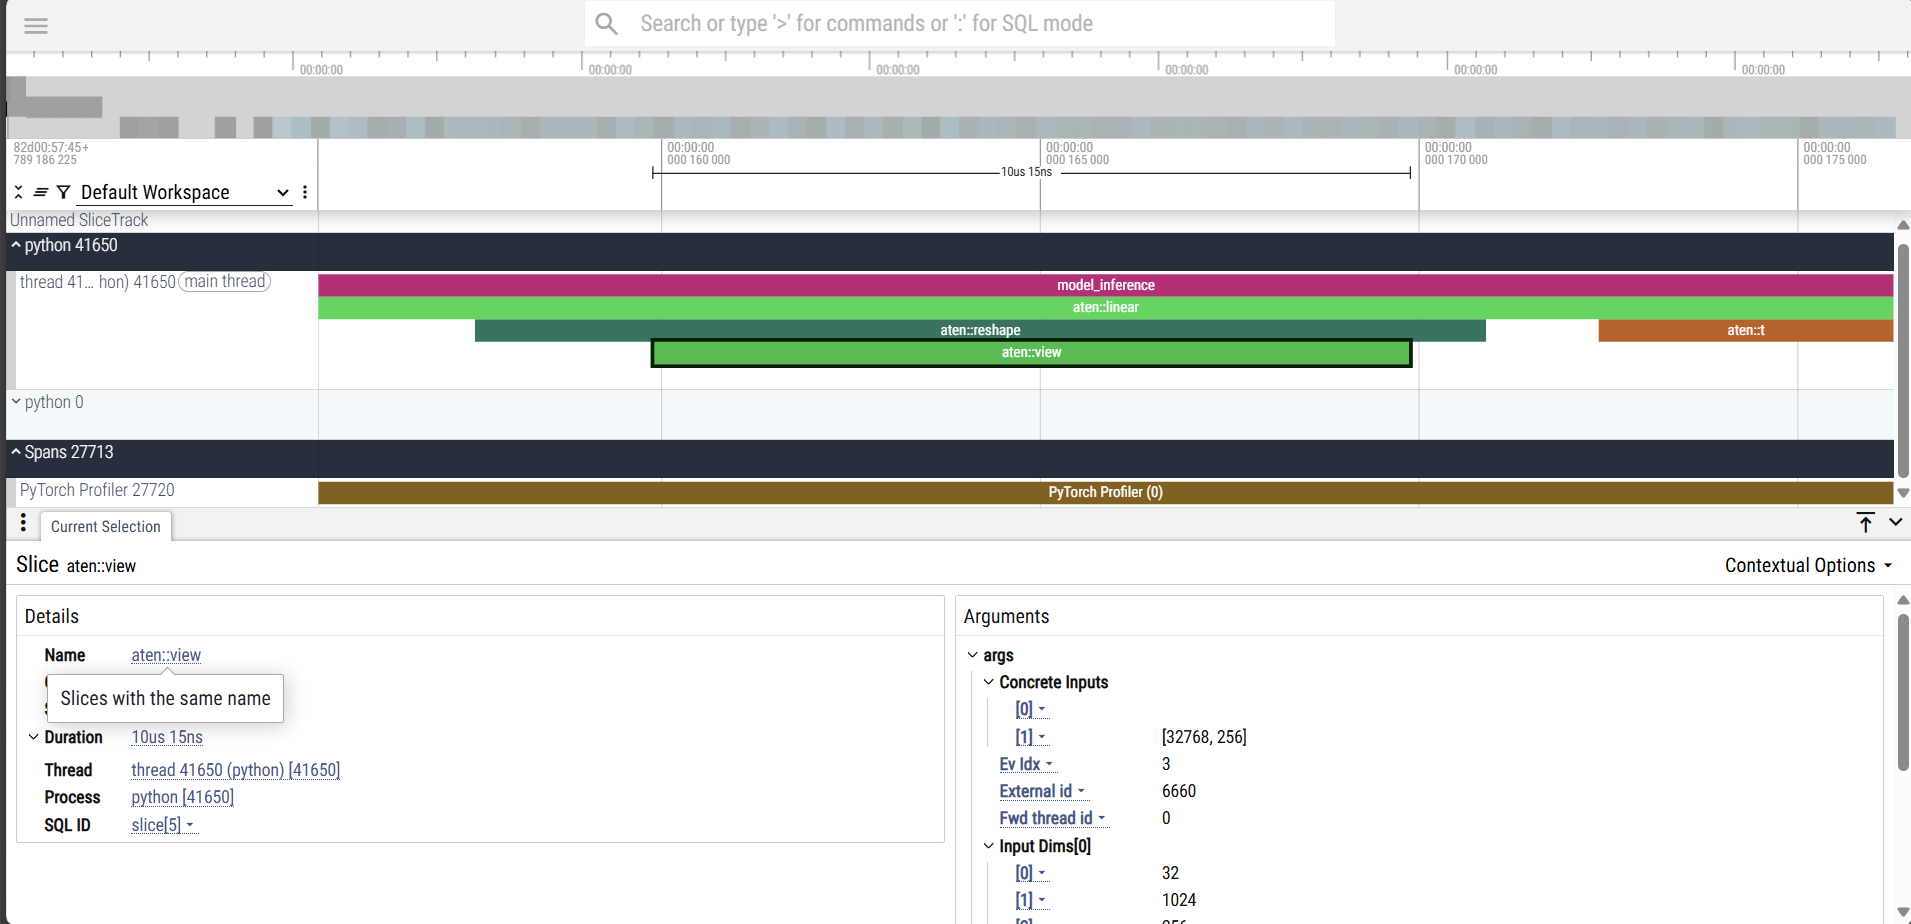 Search or type '>' for commands or ':' for SQL mode
00:00:00 00:00:00 00:00:00 00:00:00 00:00:00 00:00:00
82d00:57:45+
789 186 225
00:00:00 00:00:00 00:00:00 00:00:00
000 160 000 000 165 000 000 170 000 000 175 000
10us 15ns
Default Workspace
Unnamed SliceTrack
python 41650
thread 41... hon) 41650 main thread
model_inference
aten::linear
aten::reshape aten::t
aten::view
python 0
Spans 27713
PyTorch Profiler 27720 PyTorch Profiler (0)
Current Selection
Slice aten::view Contextual Options
Details
Name aten::view
Slices with the same name
Duration 10us 15ns
Thread thread 41650 (python) [41650]
Process python [41650]
SQL ID slice[5]
Arguments
args
Concrete Inputs
[0]
[1] [32768, 256]
Ev Idx 3
External id 6660
Fwd thread id 0
Input Dims[0]
[0] 32
[1] 1024